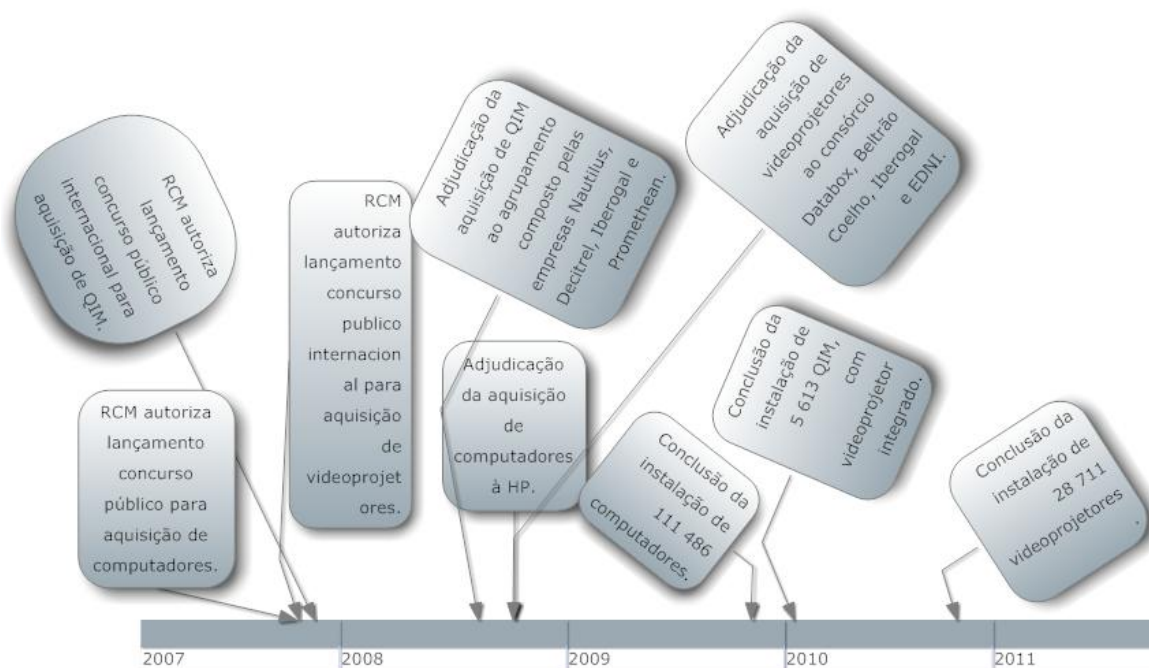 RCM autoriza
lançamento
concurso público
internacional para
aquisição de QIM.
RCM autoriza
lançamento
concurso
público para
aquisição de
computadores.
RCM
autoriza
lançamento
concurso
publico
internacion
al para
aquisição
de
videoprojet
ores.
Adjudicação da
aquisição de QIM
ao agrupamento
composto pelas
empresas Nautilus,
Decitrel, Iberogal e
Promethean.
Adjudicação
da aquisição
de
computadores
à HP.
Adjudicação da
aquisição de
videoprojetores
ao consórcio
Databox, Beltrão
Coelho, Iberogal
e EDNI.
Conclusão da
instalação de
111 486
computadores.
Conclusão da
instalação de
5 613 QIM,
com
videoprojetor
integrado.
Conclusão da
instalação de
28 711
videoprojetores
.
2007
2008
2009
2010
2011